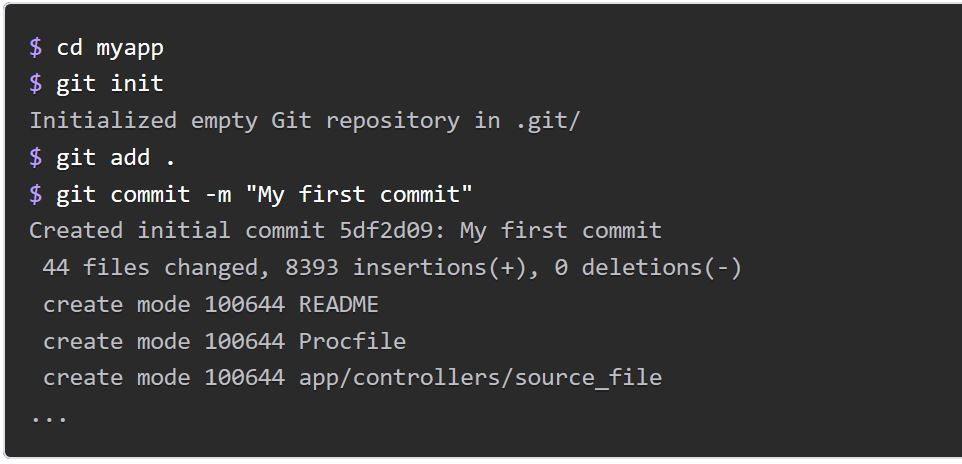 $ cd myapp
$ git init
Initialized empty Git repository in .git/
$ git add .
$ git commit -m "My first commit"
Created initial commit 5df2d09: My first commit
 44 files changed, 8393 insertions(+), 0 deletions(-)
 create mode 100644 README
 create mode 100644 Procfile
 create mode 100644 app/controllers/source_file
...